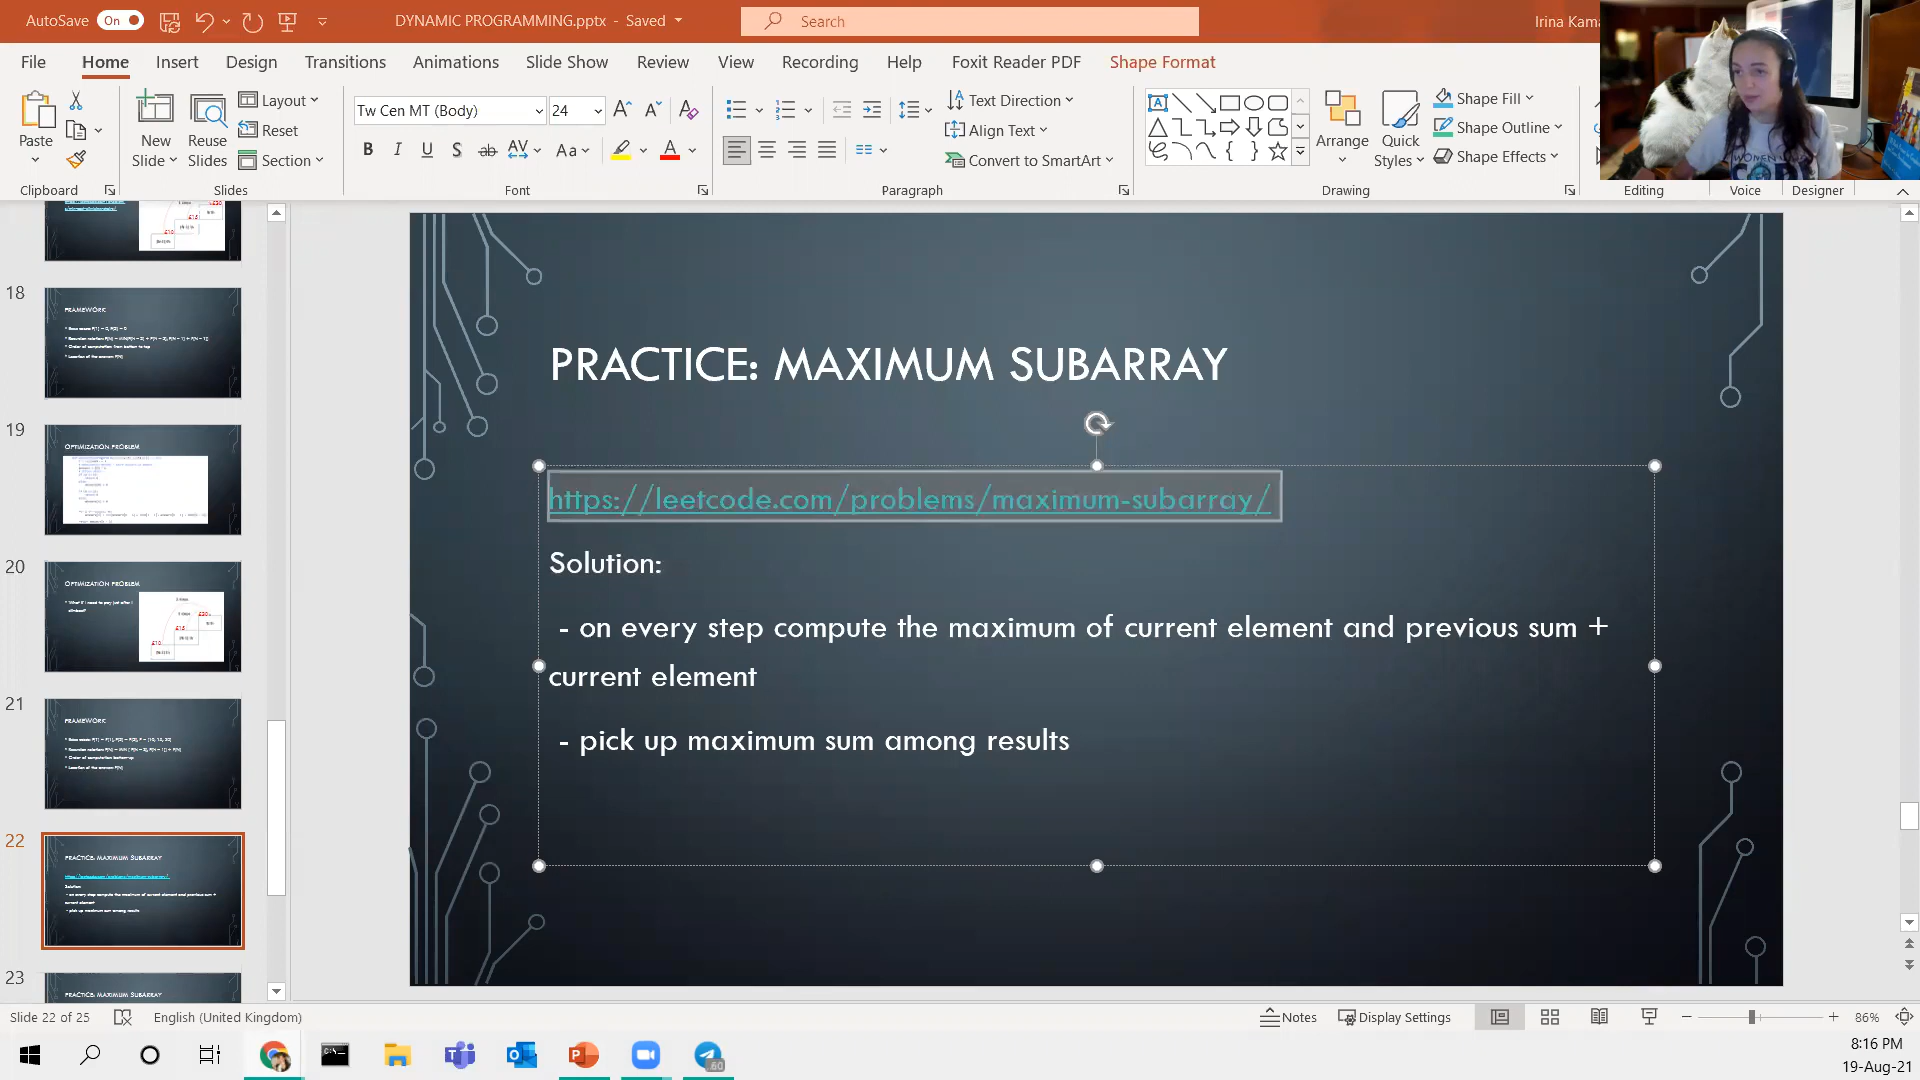 AutoSave On DYNAMIC PROGRAMMING.pptx - Saved Search Irina Kama
File Home Insert Design Transitions Animations Slide Show Review View Recording Help Foxit Reader PDF Shape Format
Paste
New Slide
Reuse Slides
Layout
Reset
Section
Tw Cen MT (Body) 24
Text Direction
Align Text
Convert to SmartArt
Arrange
Quick Styles
Shape Fill
Shape Outline
Shape Effects
Clipboard Slides Font Paragraph Drawing Editing Voice Designer
18
FRAMEWORK
19
OPTIMIZATION PROBLEM
20
OPTIMIZATION PROBLEM
21
FRAMEWORK
22
PRACTICE: MAXIMUM SUBARRAY
23
PRACTICE: MAXIMUM SUBARRAY
PRACTICE: MAXIMUM SUBARRAY
https://leetcode.com/problems/maximum-subarray/
Solution:
- on every step compute the maximum of current element and previous sum +
current element
- pick up maximum sum among results
Slide 22 of 25 English (United Kingdom) Notes Display Settings 86%
8:16 PM
19-Aug-21